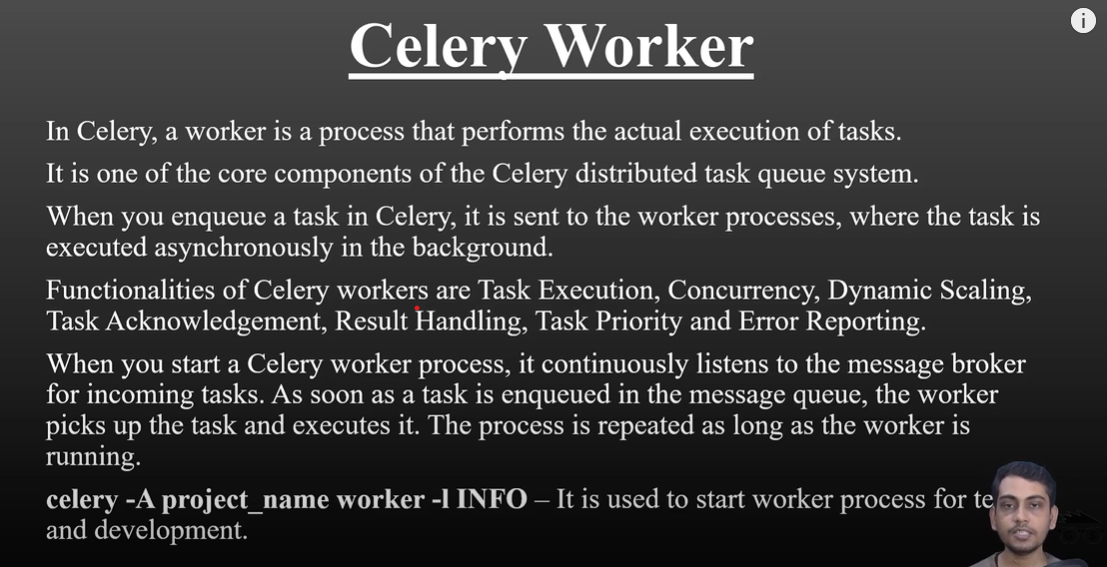 Celery Worker
In Celery, a worker is a process that performs the actual execution of tasks.
It is one of the core components of the Celery distributed task queue system.
When you enqueue a task in Celery, it is sent to the worker processes, where the task is
executed asynchronously in the background.
Functionalities of Celery workers are Task Execution, Concurrency, Dynamic Scaling,
Task Acknowledgement, Result Handling, Task Priority and Error Reporting.
When you start a Celery worker process, it continuously listens to the message broker
for incoming tasks. As soon as a task is enqueued in the message queue, the worker
picks up the task and executes it. The process is repeated as long as the worker is
running.
celery -A project_name worker -l INFO – It is used to start worker process for te
and development.